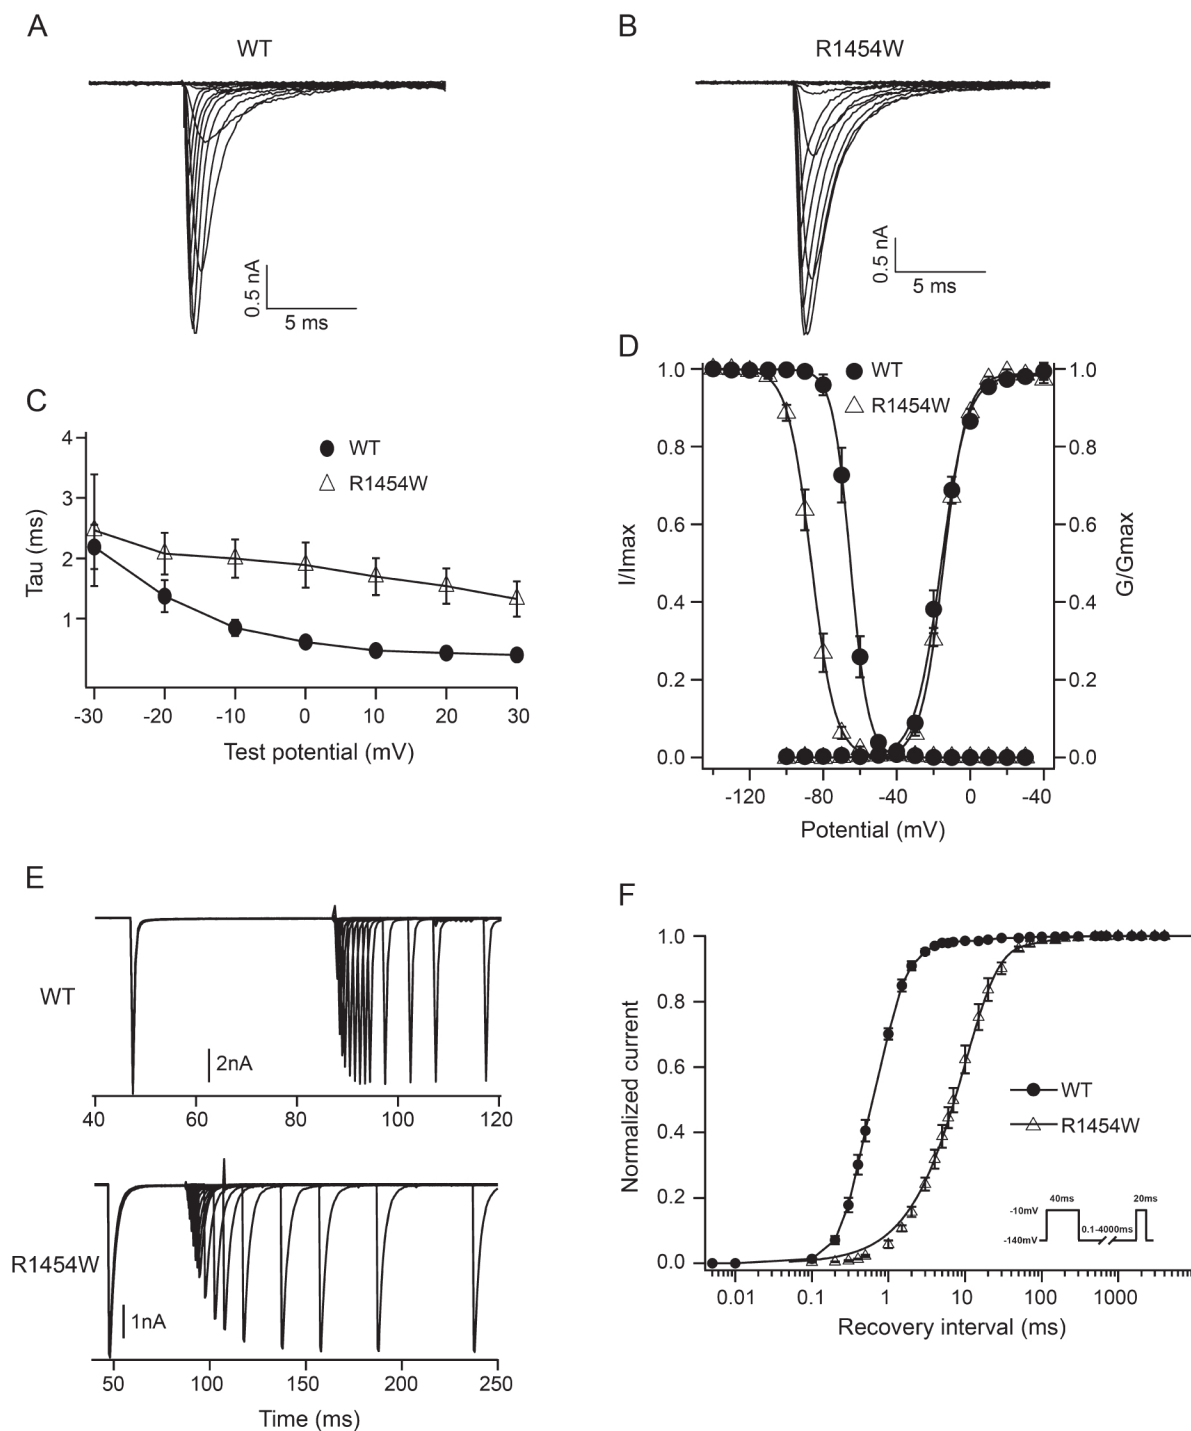 A
WT
0.5 nA
5 ms
B
R1454W
0.5 nA
5 ms
C
WT
R1454W
Tau (ms)
4
3
2
1
-30 -20 -10 0 10 20 30
Test potential (mV)
D
WT
R1454W
I/Imax
1.0
0.8
0.6
0.4
0.2
0.0
G/Gmax
1.0
0.8
0.6
0.4
0.2
0.0
-120 -80 -40 0 -40
Potential (mV)
E
WT
2nA
40 60 80 100 120
R1454W
1nA
50 100 150 200 250
Time (ms)
F
Normalized current
1.0
0.8
0.6
0.4
0.2
0.0
WT
R1454W
40ms 20ms
-10mV
0.1-4000ms
-140mV
0.01 0.1 1 10 100 1000
Recovery interval (ms)